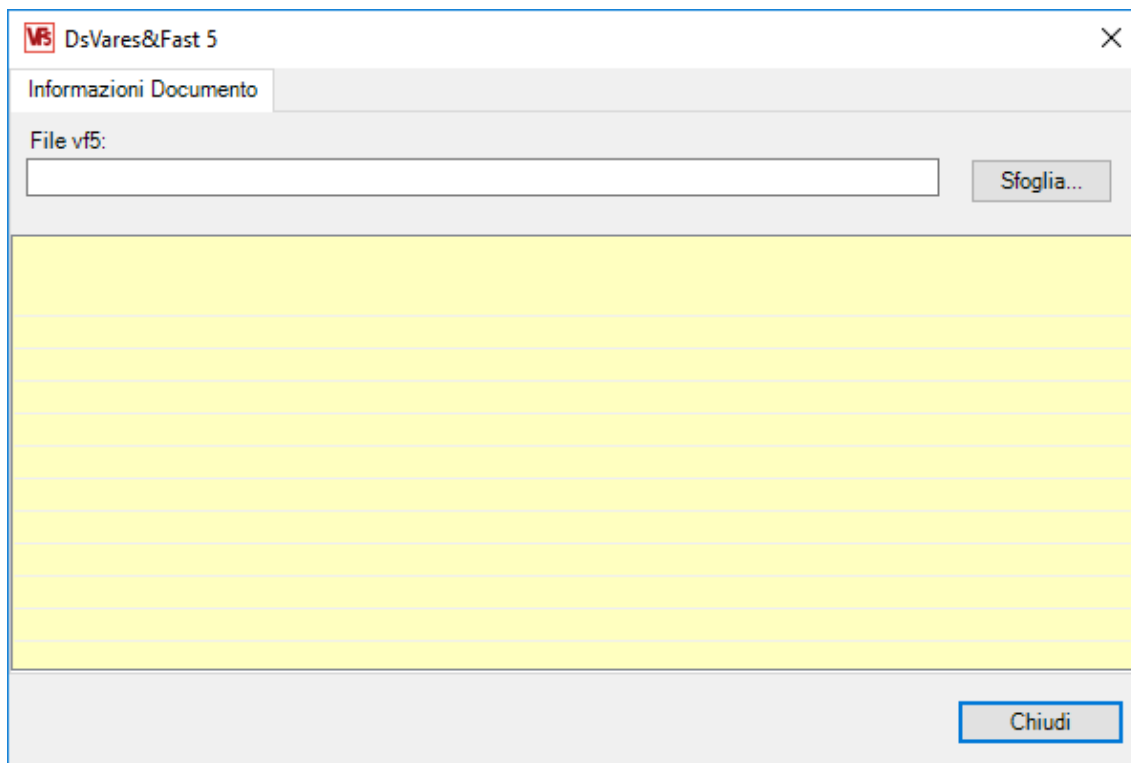 VF5 DsVares&Fast 5
Informazioni Documento
File vf5:
Sfoglia...
Chiudi